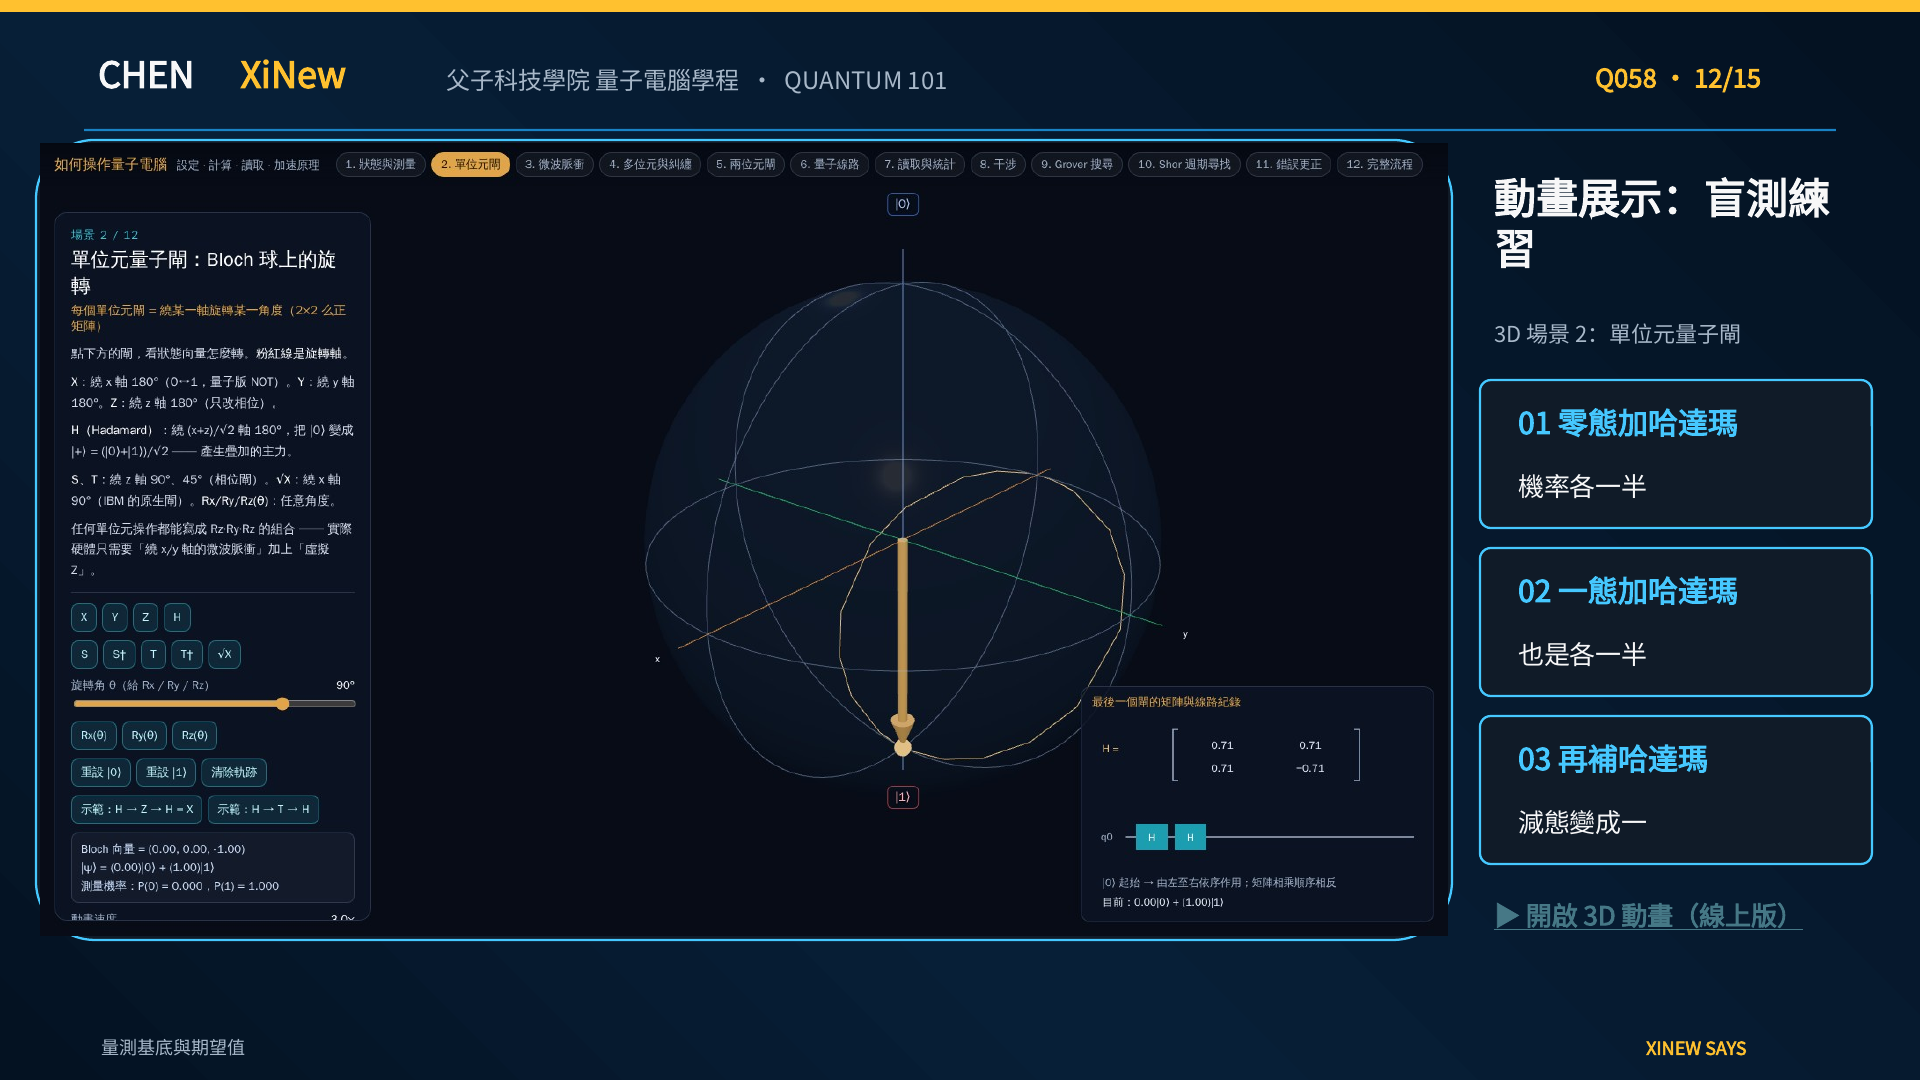 CHEN XiNew 父子科技學院 量子電腦學程 • QUANTUM 101 Q058 • 12/15
如何操作量子電腦 設定 · 計算 · 讀取 · 加速原理 1. 狀態與測量 2. 單位元閘 3. 微波脈衝 4. 多位元與糾纏 5. 兩位元閘 6. 量子線路 7. 讀取與統計 8. 干涉 9. Grover 搜尋 10. Shor 週期尋找 11. 錯誤更正 12. 完整流程
場景 2 / 12
單位元量子閘：Bloch 球上的旋
轉
每個單位元閘 = 繞某一軸旋轉某一角度（2×2 么正
矩陣）
點下方的閘，看狀態向量怎麼轉。粉紅線是旋轉軸。
X：繞 x 軸 180°（0↔1，量子版 NOT）。Y：繞 y 軸
180°。Z：繞 z 軸 180°（只改相位）。
H（Hadamard）：繞 (x+z)/√2 軸 180°，把 |0⟩ 變成
|+⟩ = (|0⟩+|1⟩)/√2 —— 產生疊加的主力。
S、T：繞 z 軸 90°、45°（相位閘）。√X：繞 x 軸
90°（IBM 的原生閘）。Rx/Ry/Rz(θ)：任意角度。
任何單位元操作都能寫成 Rz·Ry·Rz 的組合 —— 實際
硬體只需要「繞 x/y 軸的微波脈衝」加上「虛擬
Z」。
X Y Z H
S S† T T† √X
旋轉角 θ（給 Rx / Ry / Rz） 90°
Rx(θ) Ry(θ) Rz(θ)
重設 |0⟩ 重設 |1⟩ 清除軌跡
示範：H → Z → H = X 示範：H → T → H
Bloch 向量 = (0.00, 0.00, -1.00)
|ψ⟩ = (0.00)|0⟩ + (1.00)|1⟩
測量機率：P(0) = 0.000，P(1) = 1.000
動畫速度 3.0×
|0⟩
x
y
|1⟩
最後一個閘的矩陣與線路紀錄
H =
0.71 0.71
0.71 −0.71
q0 H H
|0⟩ 起始 → 由左至右依序作用；矩陣相乘順序相反
目前：0.00|0⟩ + (1.00)|1⟩
動畫展示：盲測練
習
3D 場景 2：單位元量子閘
01 零態加哈達瑪
機率各一半
02 一態加哈達瑪
也是各一半
03 再補哈達瑪
減態變成一
▶ 開啟 3D 動畫（線上版）
量測基底與期望值
XINEW SAYS